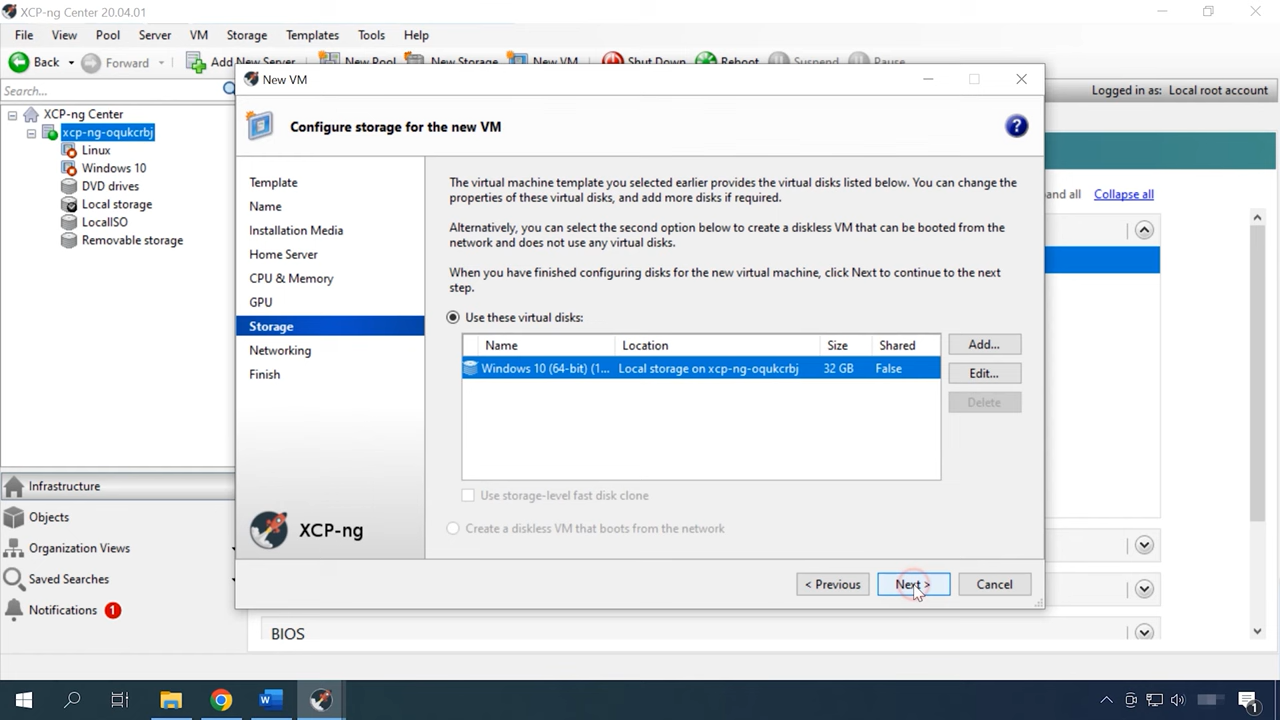 XCP-ng Center 20.04.01
File View Pool Server VM Storage Templates Tools Help
Back Forward Add New Server New Pool New Storage New VM Shut Down Reboot Suspend Pause
Search...
Logged in as: Local root account
XCP-ng Center
xcp-ng-oqukcrbj
Linux
Windows 10
DVD drives
Local storage
LocalISO
Removable storage
Collapse all
Infrastructure
Objects
Organization Views
Saved Searches
Notifications 1
BIOS
New VM
Configure storage for the new VM
?
Template
Name
Installation Media
Home Server
CPU & Memory
GPU
Storage
Networking
Finish
XCP-ng
The virtual machine template you selected earlier provides the virtual disks listed below. You can change the
properties of these virtual disks, and add more disks if required.
Alternatively, you can select the second option below to create a diskless VM that can be booted from the
network and does not use any virtual disks.
When you have finished configuring disks for the new virtual machine, click Next to continue to the next
step.
Use these virtual disks:
Name Location Size Shared
Windows 10 (64-bit) (1... Local storage on xcp-ng-oqukcrbj 32 GB False
Add...
Edit...
Delete
Use storage-level fast disk clone
Create a diskless VM that boots from the network
< Previous Next > Cancel
1